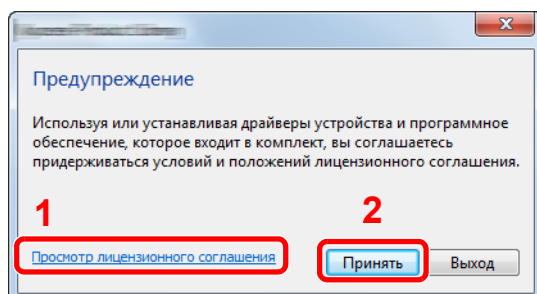 Предупреждение
Используя или устанавливая драйверы устройства и программное
обеспечение, которое входит в комплект, вы соглашаетесь
придерживаться условий и положений лицензионного соглашения.
1
2
Просмотр лицензионного соглашения
Принять
Выход